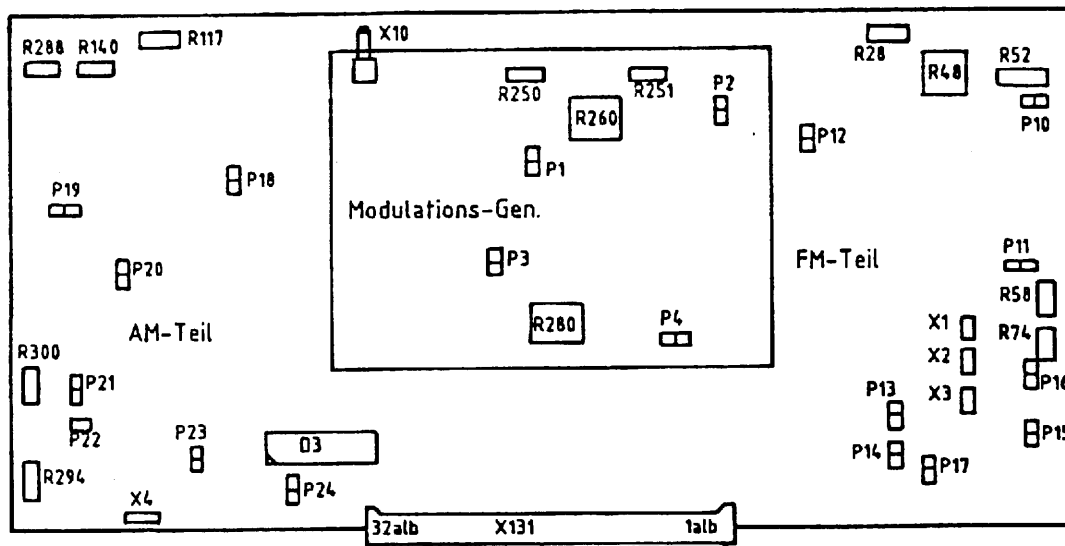 R288
R140
R117
X10
R28
R48
R52
R250
R251
P2
R260
P10
P12
P1
P18
P19
Modulations-Gen.
P3
P20
FM-Teil
P11
R58
AM-Teil
R280
P4
X1
R74
R300
X2
P21
X3
P13
P16
P22
P23
D3
P14
P15
P17
R294
X4
P24
32alb
X131
1alb